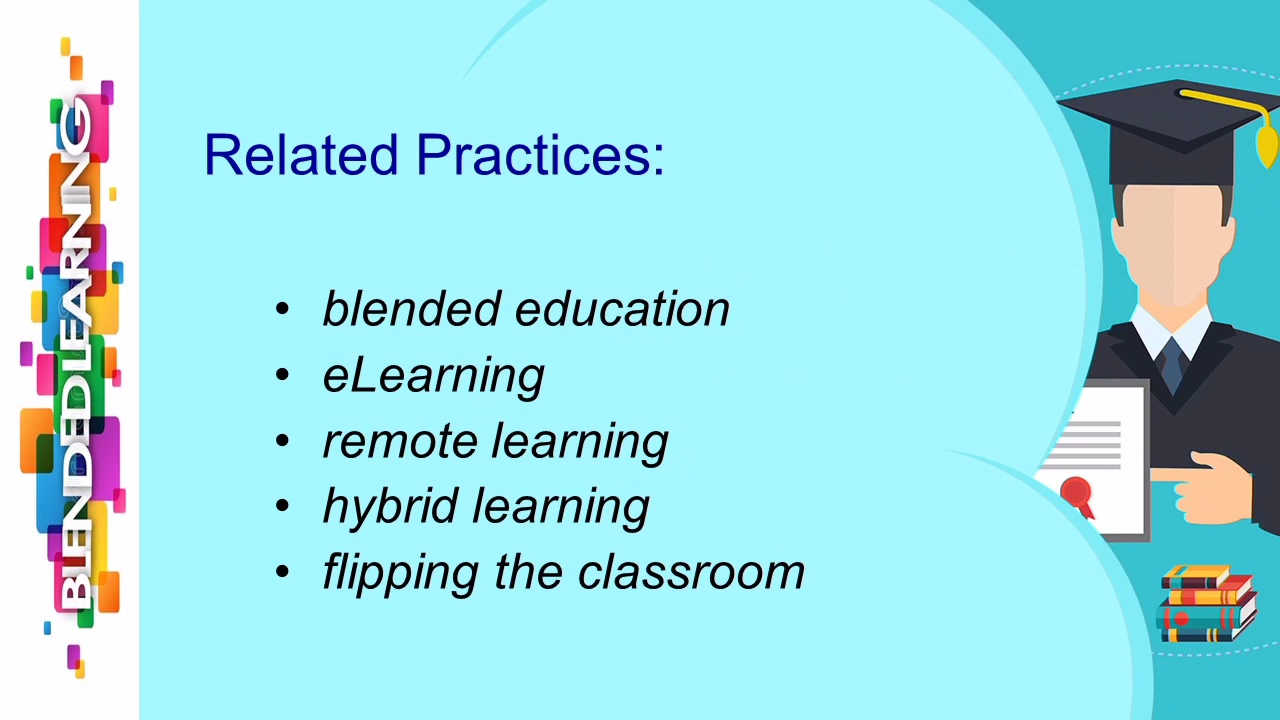 BLENDEDLEARNING
Related Practices:
• blended education
• eLearning
• remote learning
• hybrid learning
• flipping the classroom